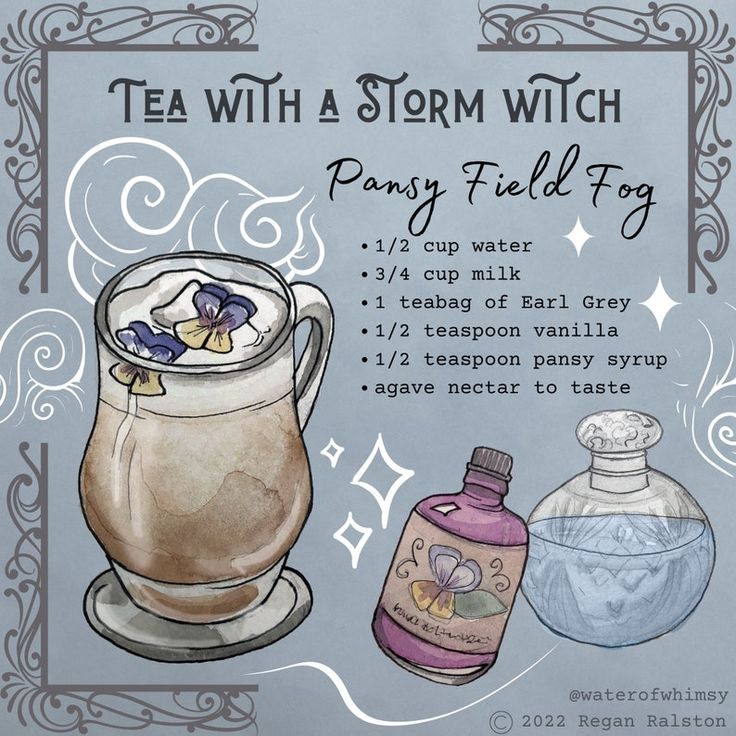 TEA WITH A STORM WITCH
Pansy Field Fog
• 1/2 cup water
• 3/4 cup milk
• 1 teabag of Earl Grey
• 1/2 teaspoon vanilla
• 1/2 teaspoon pansy syrup
• agave nectar to taste
@waterofwhimsy
© 2022 Regan Ralston